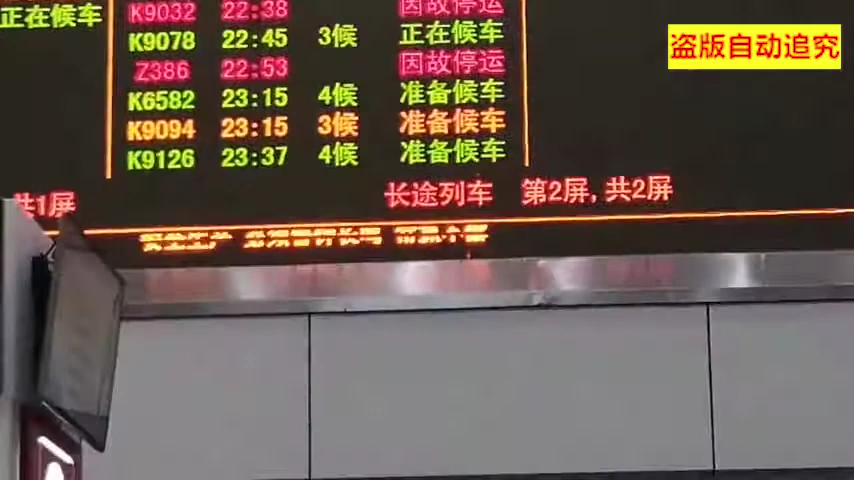 K9032 22:38 因故停运
正在候车
K9078 22:45 3候 正在候车
盗版自动追究
Z386 22:53 因故停运
K6582 23:15 4候 准备候车
K9094 23:15 3候 准备候车
K9126 23:37 4候 准备候车
共1屏
长途列车 第2屏,共2屏